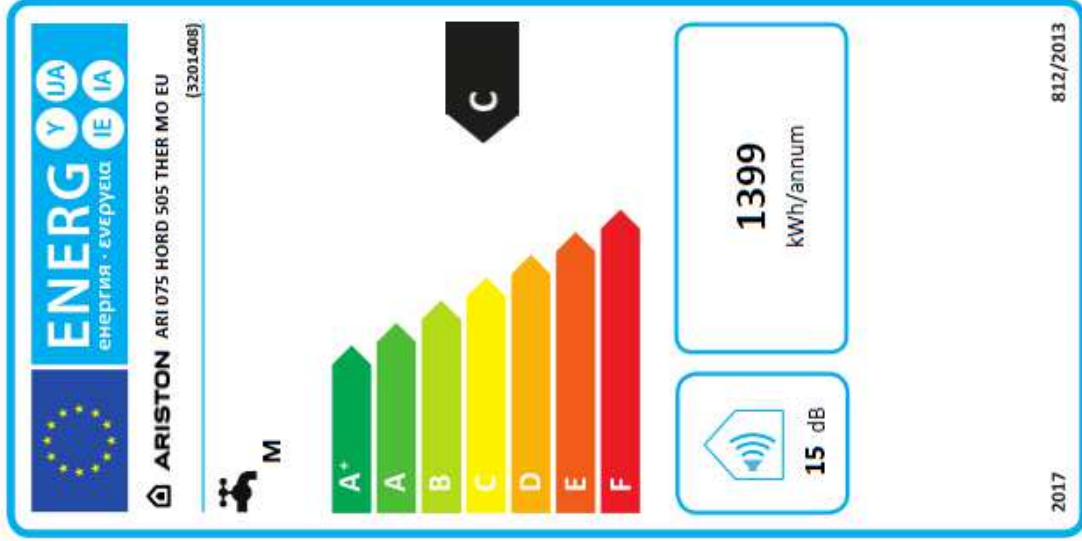 ENERG
енергия · ενεργεια
Y IJA
IE IA
ARISTON ARI 075 HORD 505 THER MO EU
(3201408)
M
A+
A
B
C
D
E
F
C
15 dB
1399
kWh/annum
2017
812/2013